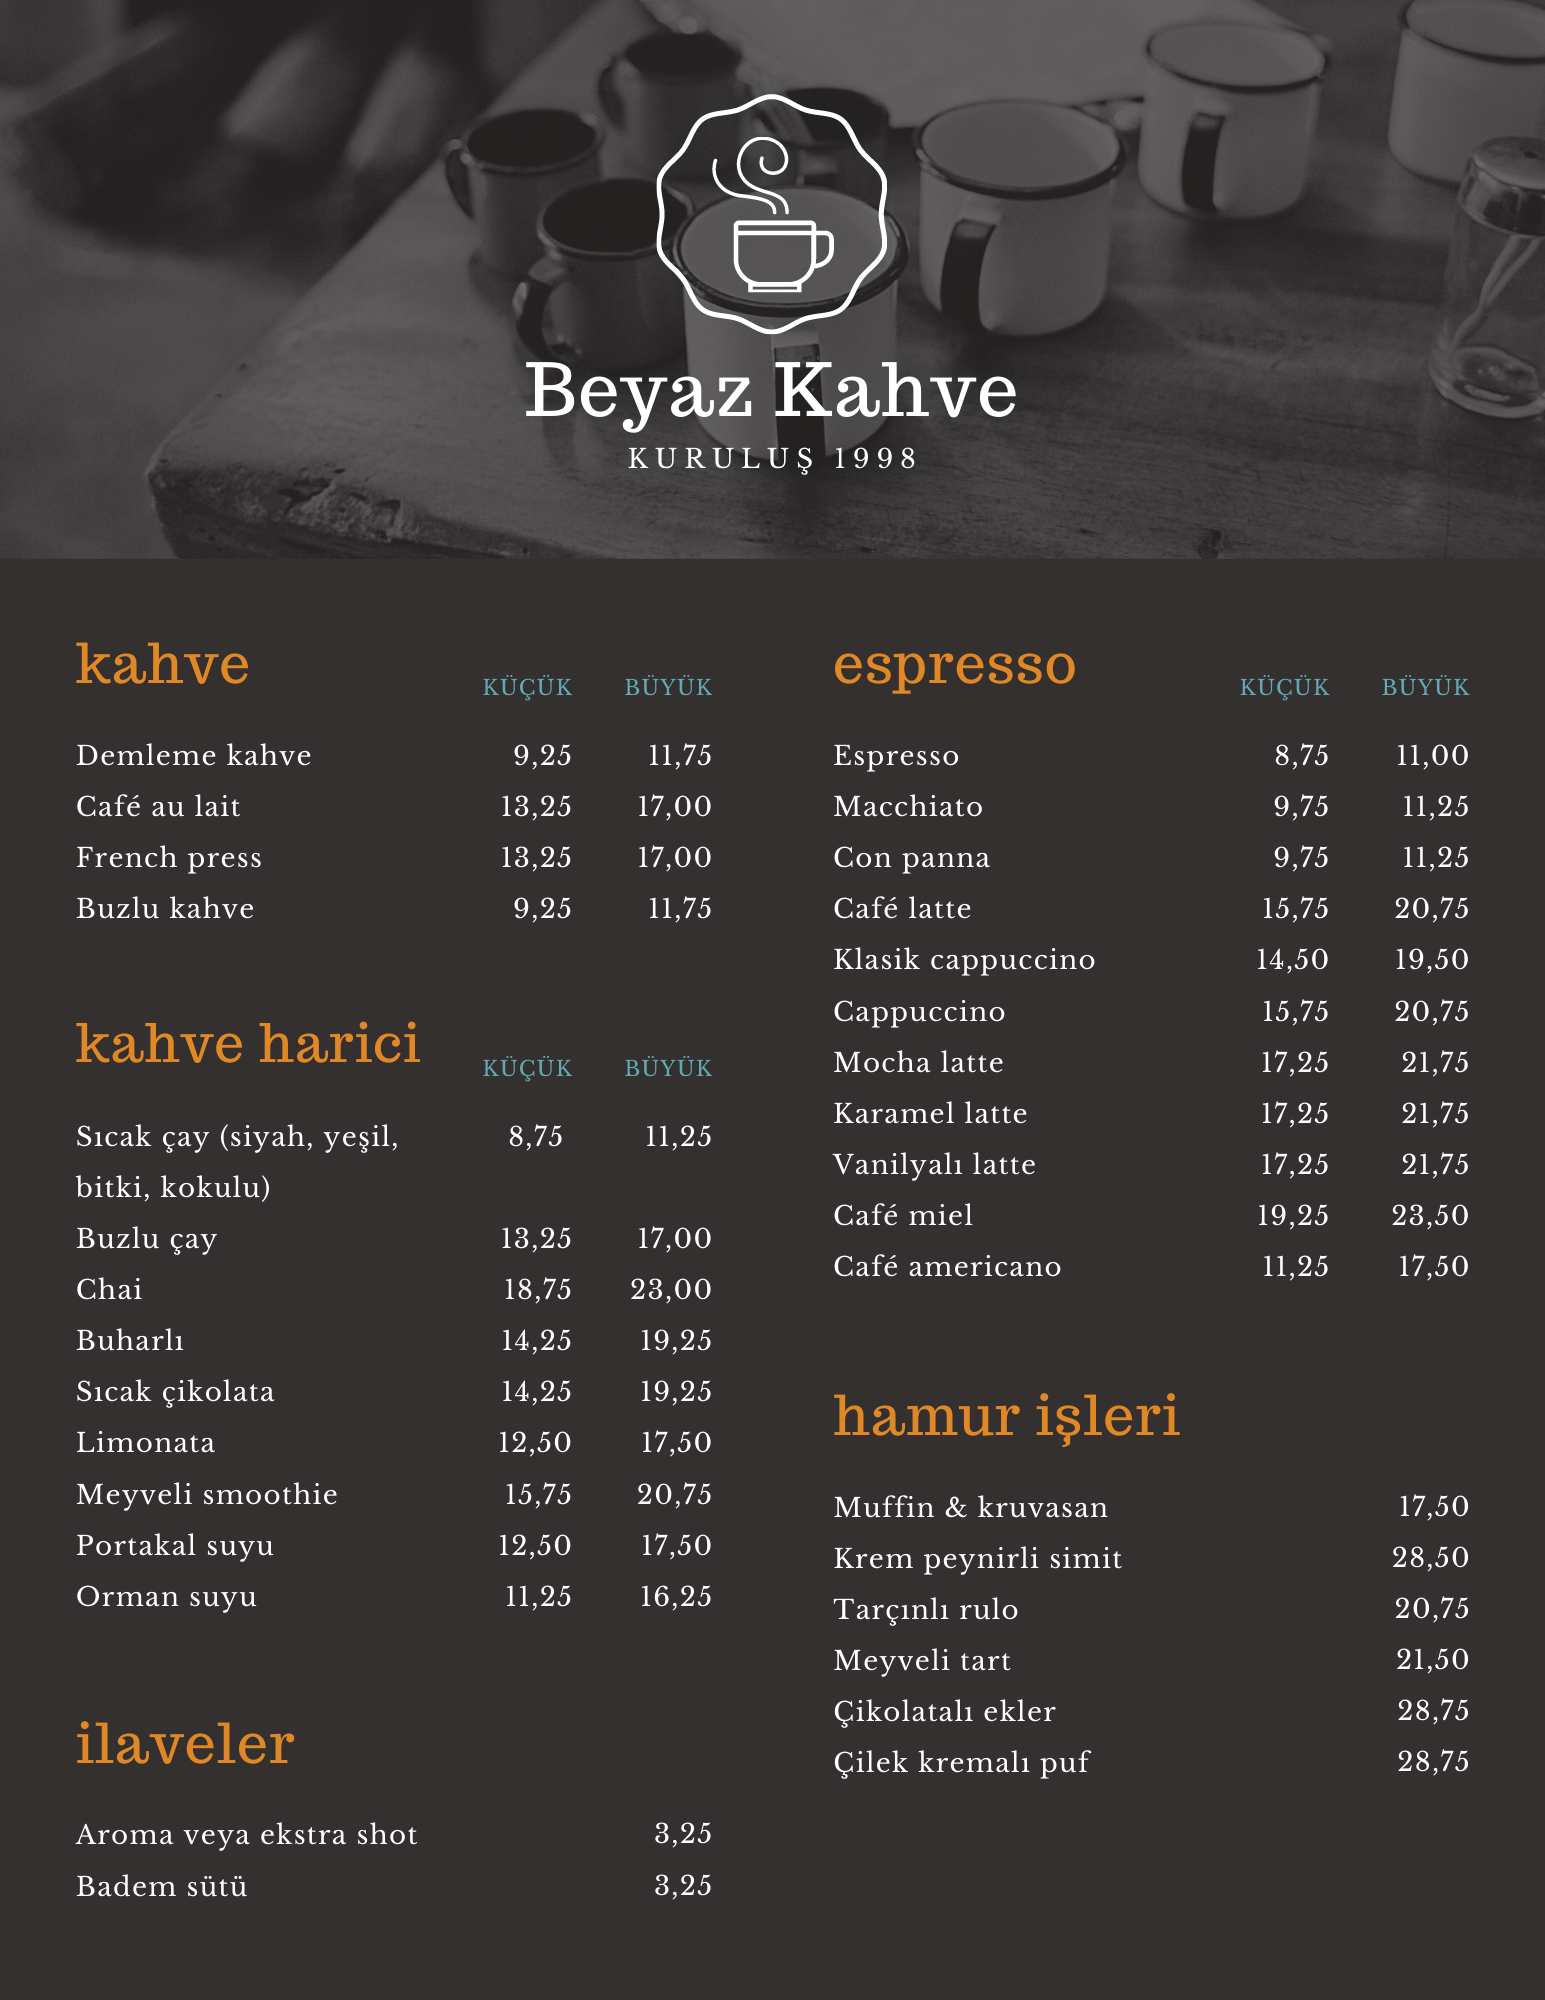 Beyaz Kahve
KURULUŞ 1998
kahve KÜÇÜK BÜYÜK
Demleme kahve 9,25 11,75
Café au lait 13,25 17,00
French press 13,25 17,00
Buzlu kahve 9,25 11,75
kahve harici KÜÇÜK BÜYÜK
Sıcak çay (siyah, yeşil, 8,75 11,25
bitki, kokulu)
Buzlu çay 13,25 17,00
Chai 18,75 23,00
Buharlı 14,25 19,25
Sıcak çikolata 14,25 19,25
Limonata 12,50 17,50
Meyveli smoothie 15,75 20,75
Portakal suyu 12,50 17,50
Orman suyu 11,25 16,25
ilaveler
Aroma veya ekstra shot 3,25
Badem sütü 3,25
espresso KÜÇÜK BÜYÜK
Espresso 8,75 11,00
Macchiato 9,75 11,25
Con panna 9,75 11,25
Café latte 15,75 20,75
Klasik cappuccino 14,50 19,50
Cappuccino 15,75 20,75
Mocha latte 17,25 21,75
Karamel latte 17,25 21,75
Vanilyalı latte 17,25 21,75
Café miel 19,25 23,50
Café americano 11,25 17,50
hamur işleri
Muffin & kruvasan 17,50
Krem peynirli simit 28,50
Tarçınlı rulo 20,75
Meyveli tart 21,50
Çikolatalı ekler 28,75
Çilek kremalı puf 28,75